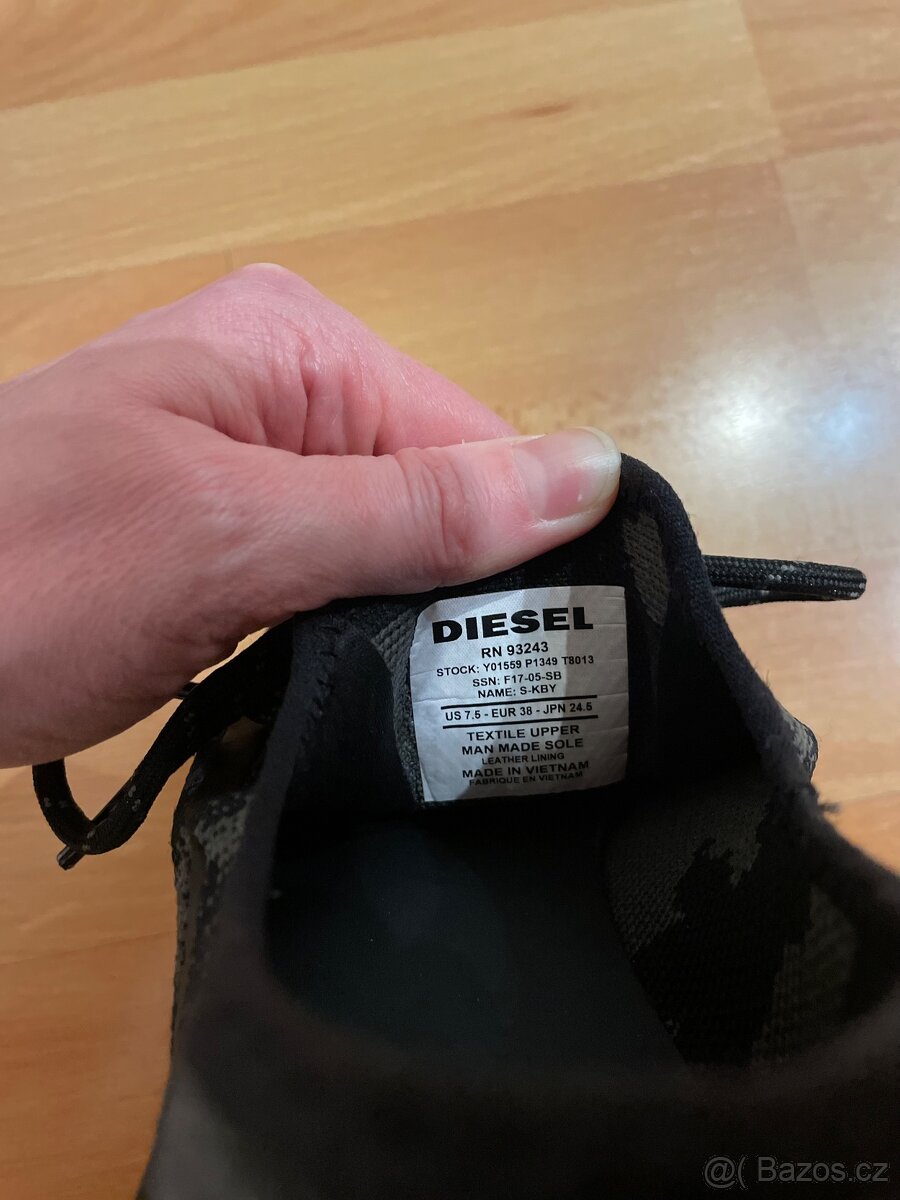 DIESEL
RN 93243
STOCK: Y01559 P1349 T8013
SSN: F17-05-SB
NAME: S-KBY
US 7.5 - EUR 38 - JPN 24.5
TEXTILE UPPER
MAN MADE SOLE
LEATHER LINING
MADE IN VIETNAM
FABRIQUE EN VIETNAM
@( Bazos.cz